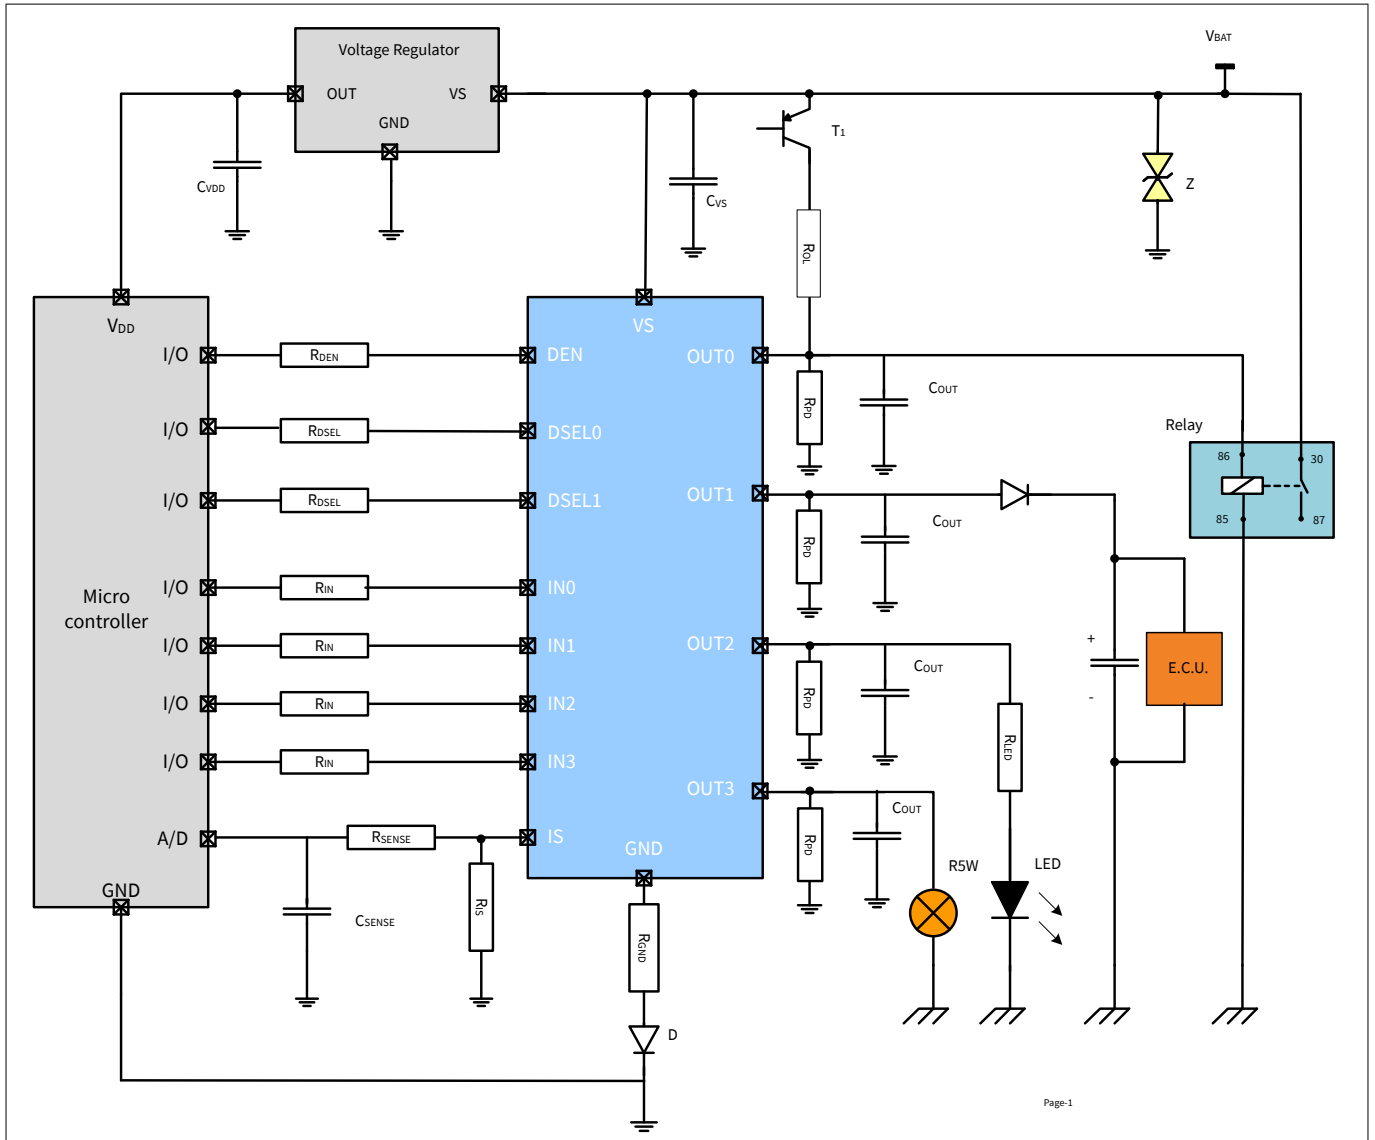 Voltage Regulator
OUT
VS
GND
VBAT
T1
CVDD
CVS
Z
ROL
VDD
VS
I/O
RDEN
DEN
OUT0
RPD
COUT
I/O
RDSEL
DSEL0
Relay
86
30
85
87
I/O
RDSEL
DSEL1
OUT1
RPD
COUT
Micro
controller
I/O
RIN
IN0
I/O
RIN
IN1
OUT2
RPD
COUT
+
-
E.C.U.
I/O
RIN
IN2
RLED
I/O
RIN
IN3
OUT3
RPD
COUT
A/D
RSENSE
IS
GND
R5W
LED
GND
CSENSE
RIS
RGND
D
Page-1